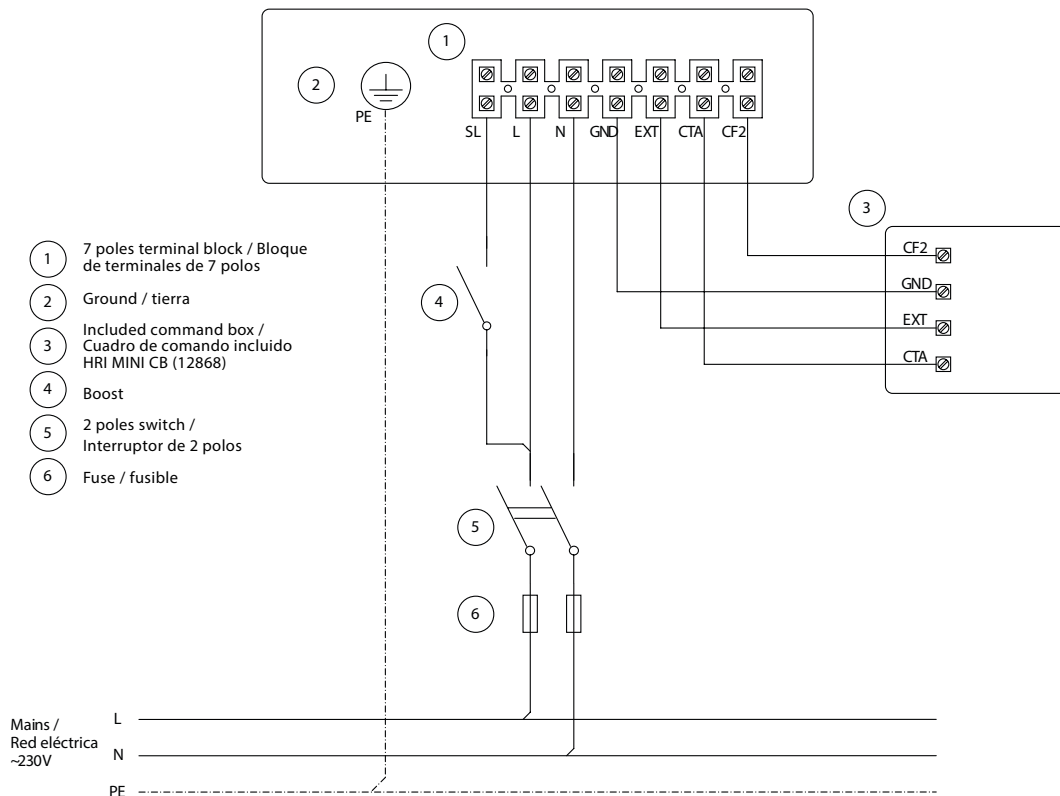 1
2
PE
SL L N GND EXT CTA CF2
3
CF2
GND
EXT
CTA
1
7 poles terminal block / Bloque
de terminales de 7 polos
2
Ground / tierra
3
Included command box /
Cuadro de comando incluido
HRI MINI CB (12868)
4
Boost
5
2 poles switch /
Interruptor de 2 polos
6
Fuse / fusible
4
5
6
Mains /
Red eléctrica
~230V
L
N
PE